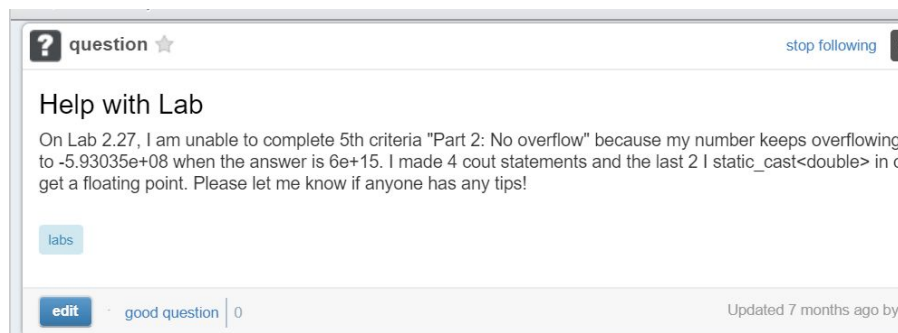 ? question stop following
Help with Lab
On Lab 2.27, I am unable to complete 5th criteria "Part 2: No overflow" because my number keeps overflowing
to -5.93035e+08 when the answer is 6e+15. I made 4 cout statements and the last 2 I static_cast<double> in
get a floating point. Please let me know if anyone has any tips!
labs
edit · good question 0 Updated 7 months ago by